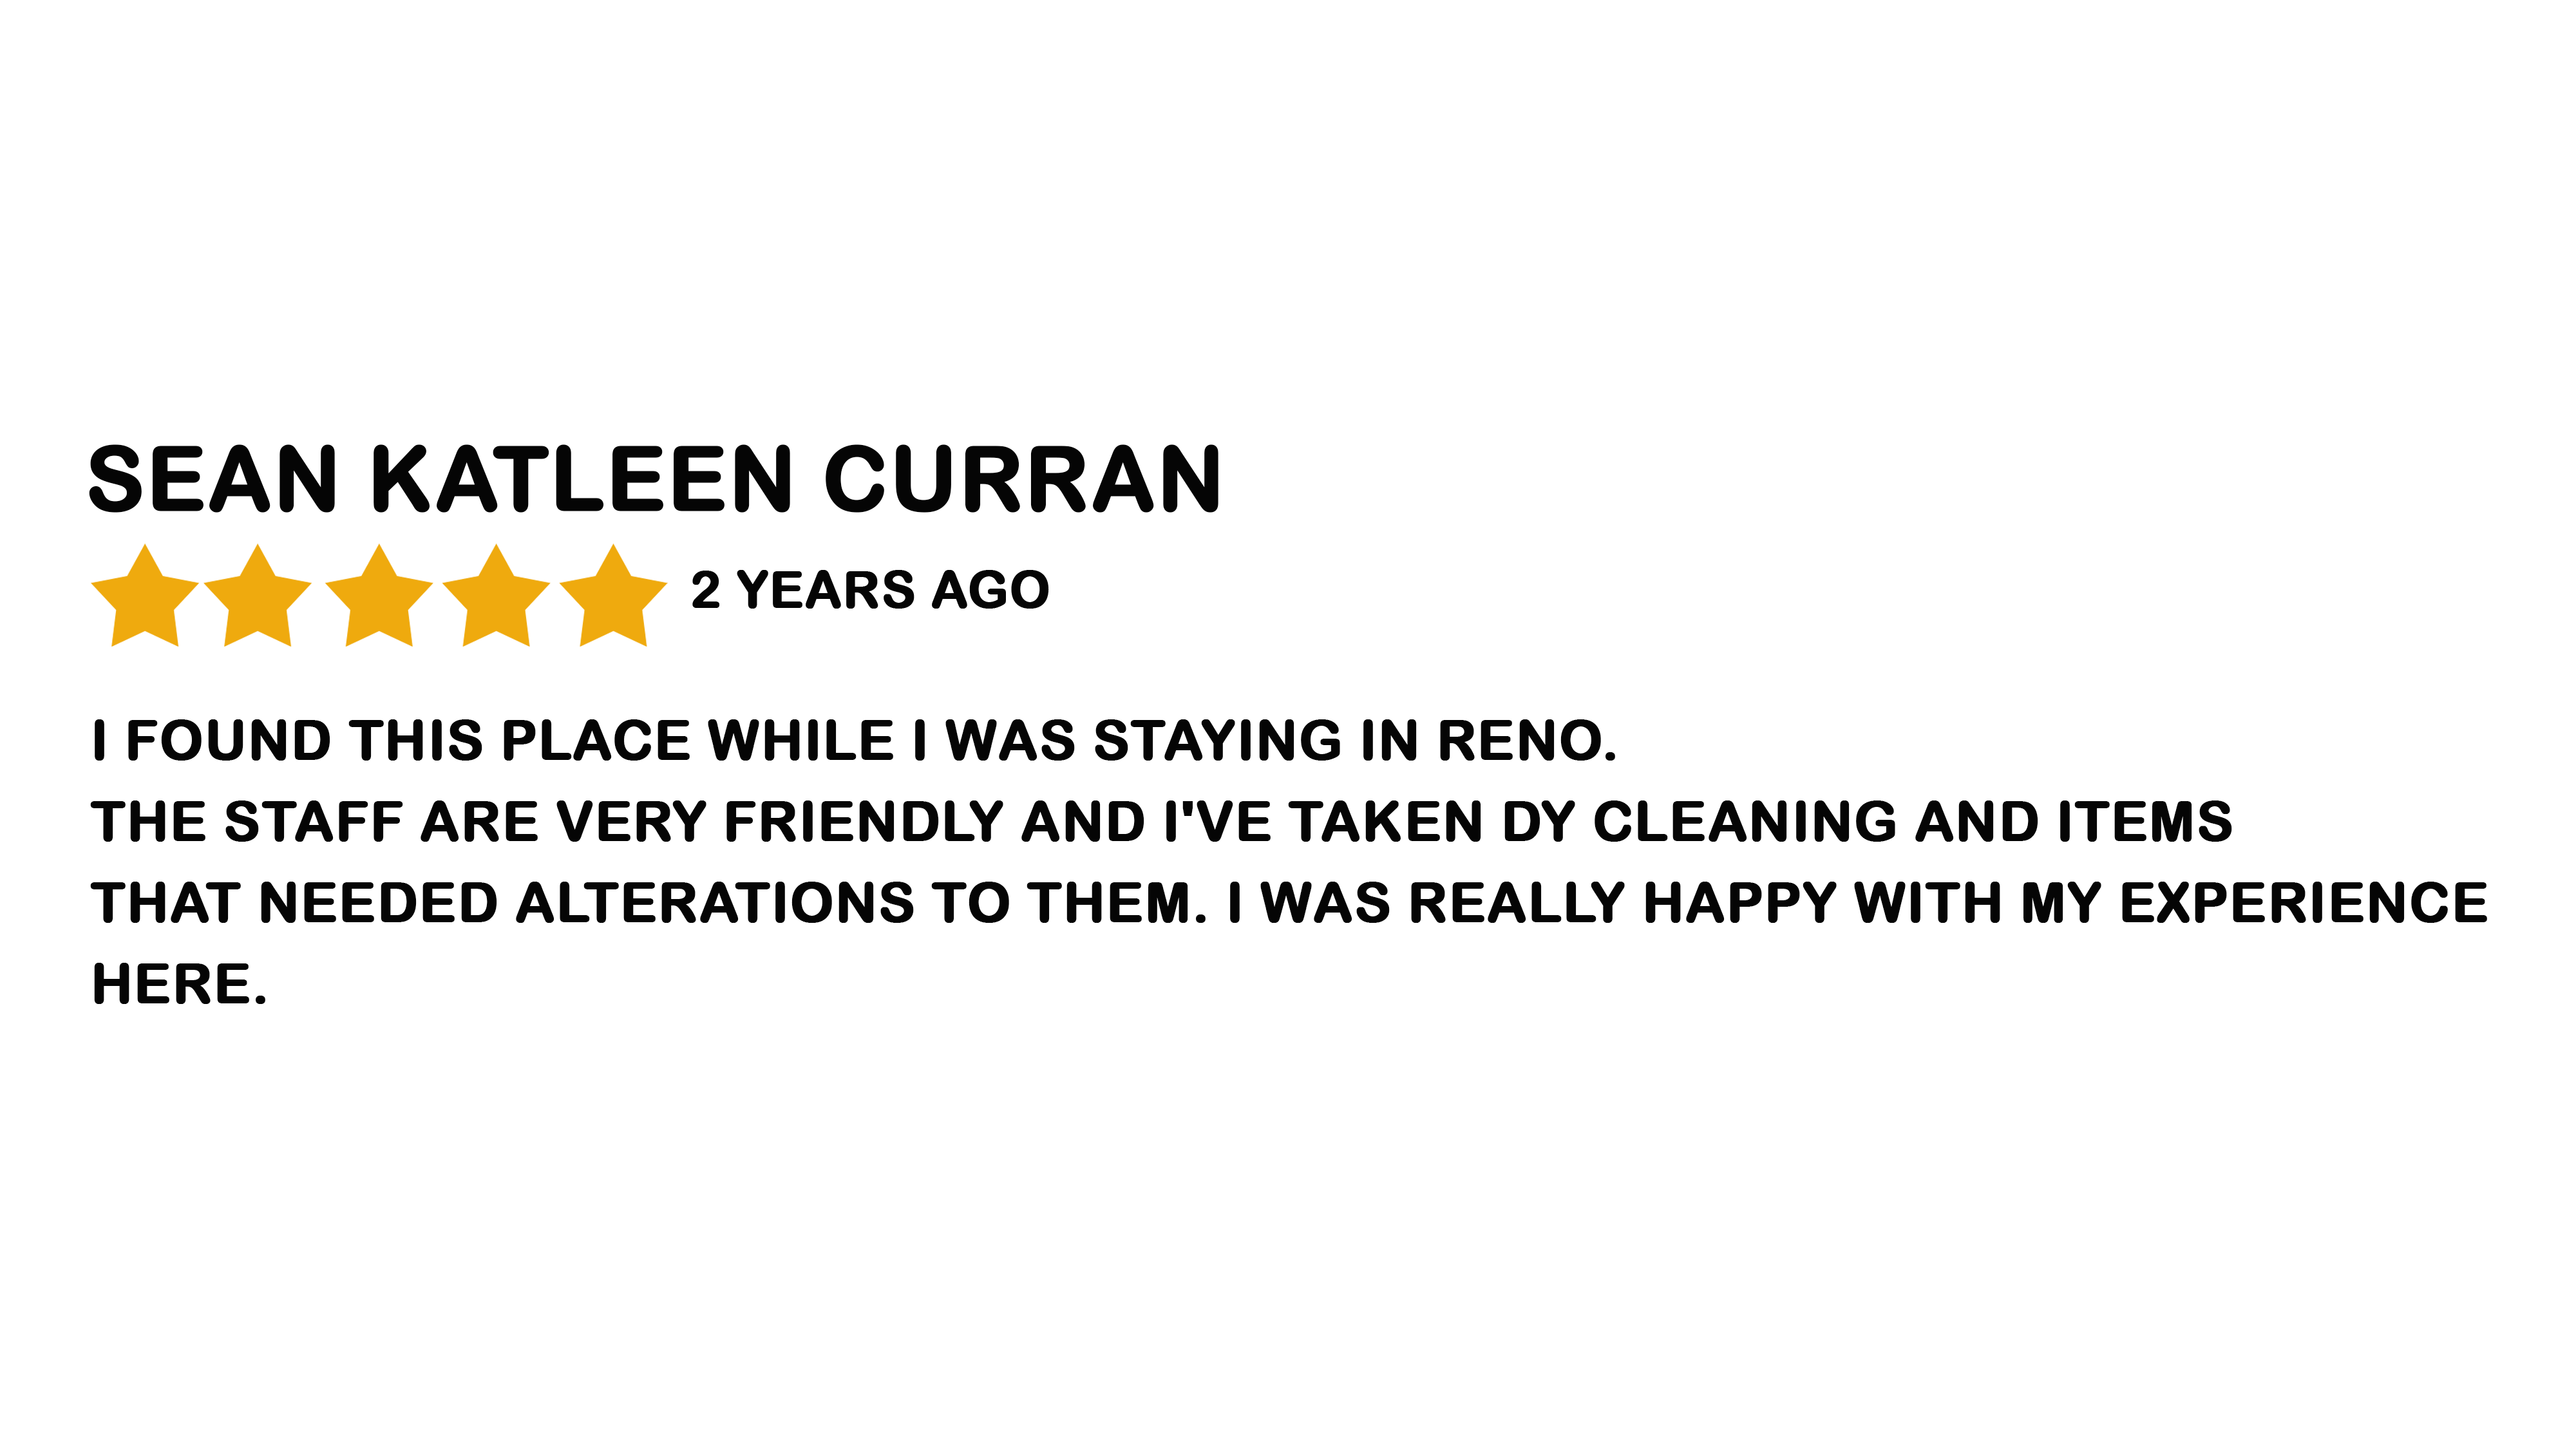 SEAN KATLEEN CURRAN
2 YEARS AGO
I FOUND THIS PLACE WHILE I WAS STAYING IN RENO.
THE STAFF ARE VERY FRIENDLY AND I'VE TAKEN DY CLEANING AND ITEMS
THAT NEEDED ALTERATIONS TO THEM. I WAS REALLY HAPPY WITH MY EXPERIENCE
HERE.